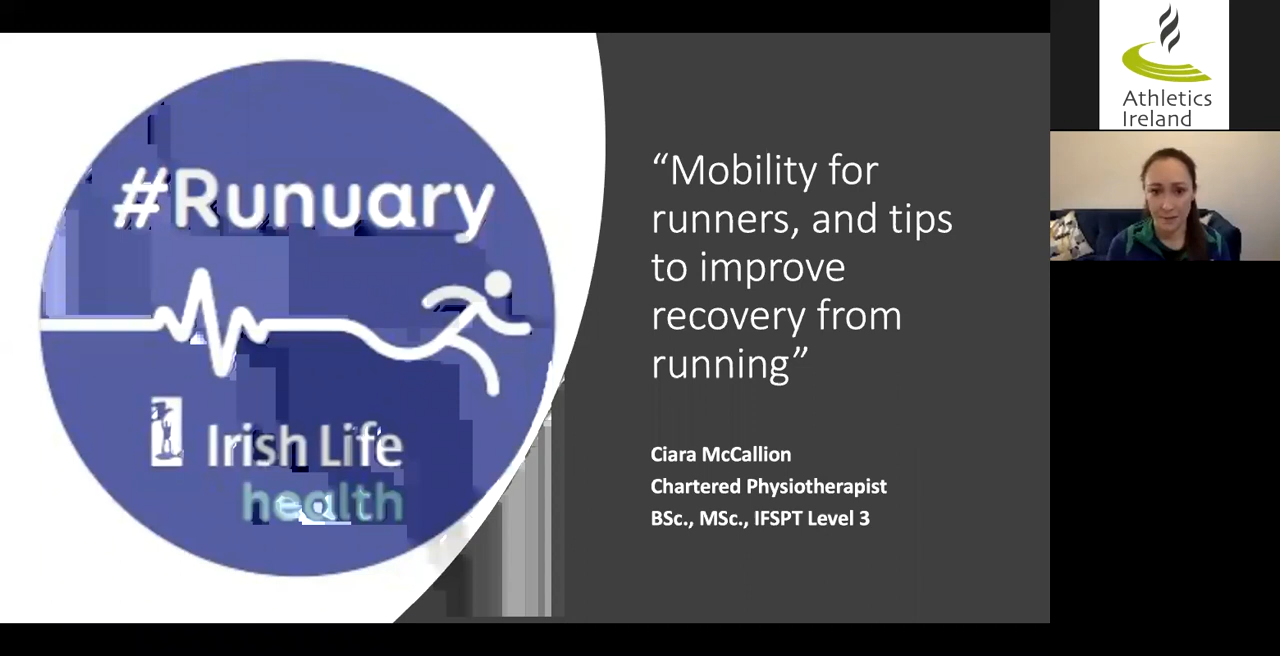 #Runuary
Irish Life
health
“Mobility for
runners, and tips
to improve
recovery from
running”
Ciara McCallion
Chartered Physiotherapist
BSc., MSc., IFSPT Level 3
Athletics
Ireland